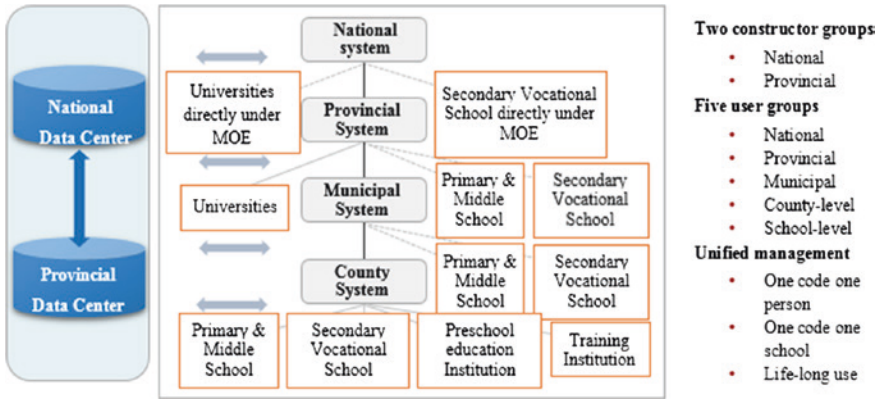 National
Data Center
Provincial
Data Center
National
system
Universities
directly under
MOE
Secondary Vocational
School directly under
MOE
Provincial
System
Universities
Municipal
System
Primary &
Middle
School
Secondary
Vocational
School
County
System
Primary &
Middle
School
Secondary
Vocational
School
Primary &
Middle
School
Secondary
Vocational
School
Preschool
education
Institution
Training
Institution
Two constructor groups
• National
• Provincial
Five user groups
• National
• Provincial
• Municipal
• County-level
• School-level
Unified management
• One code one
person
• One code one
school
• Life-long use